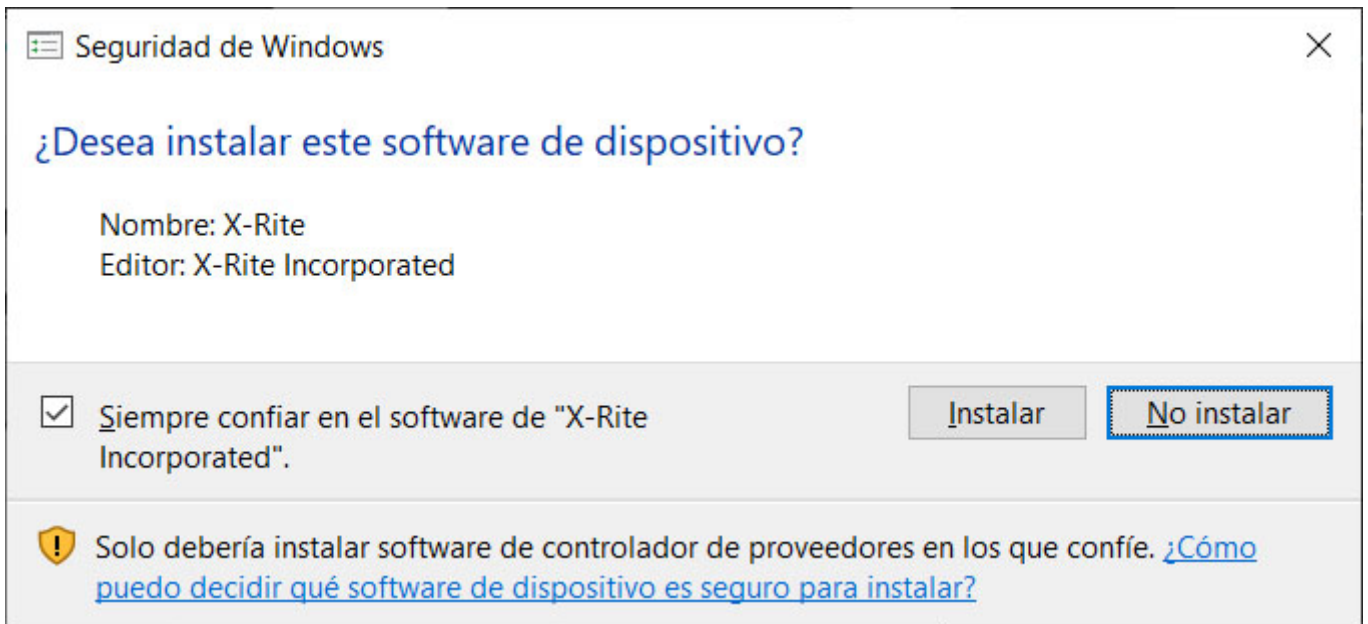 Seguridad de Windows
¿Desea instalar este software de dispositivo?
Nombre: X-Rite
Editor: X-Rite Incorporated
Siempre confiar en el software de "X-Rite
Incorporated".
Instalar
No instalar
Solo debería instalar software de controlador de proveedores en los que confíe. ¿Cómo
puedo decidir qué software de dispositivo es seguro para instalar?